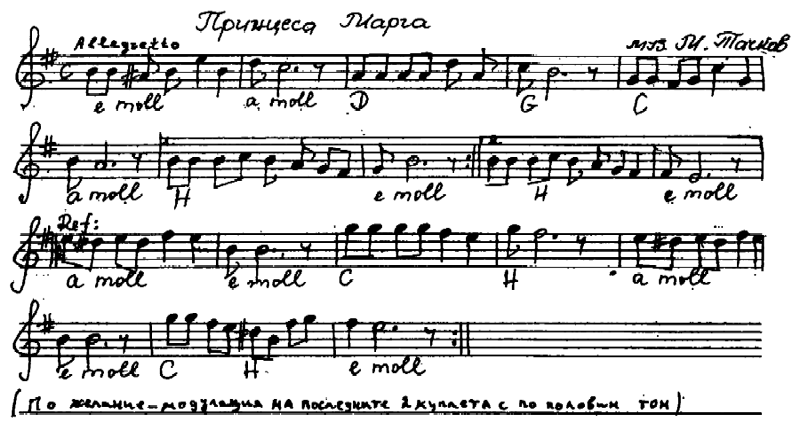 Принцеса Марга
Allegretto муз. М. Тачков
C e moll a moll D G C
a moll H e moll H e moll
Ref:
a moll e moll C H a moll
e moll C H e moll
(По желание-модулация на последните 2 куплета с по половин тон)